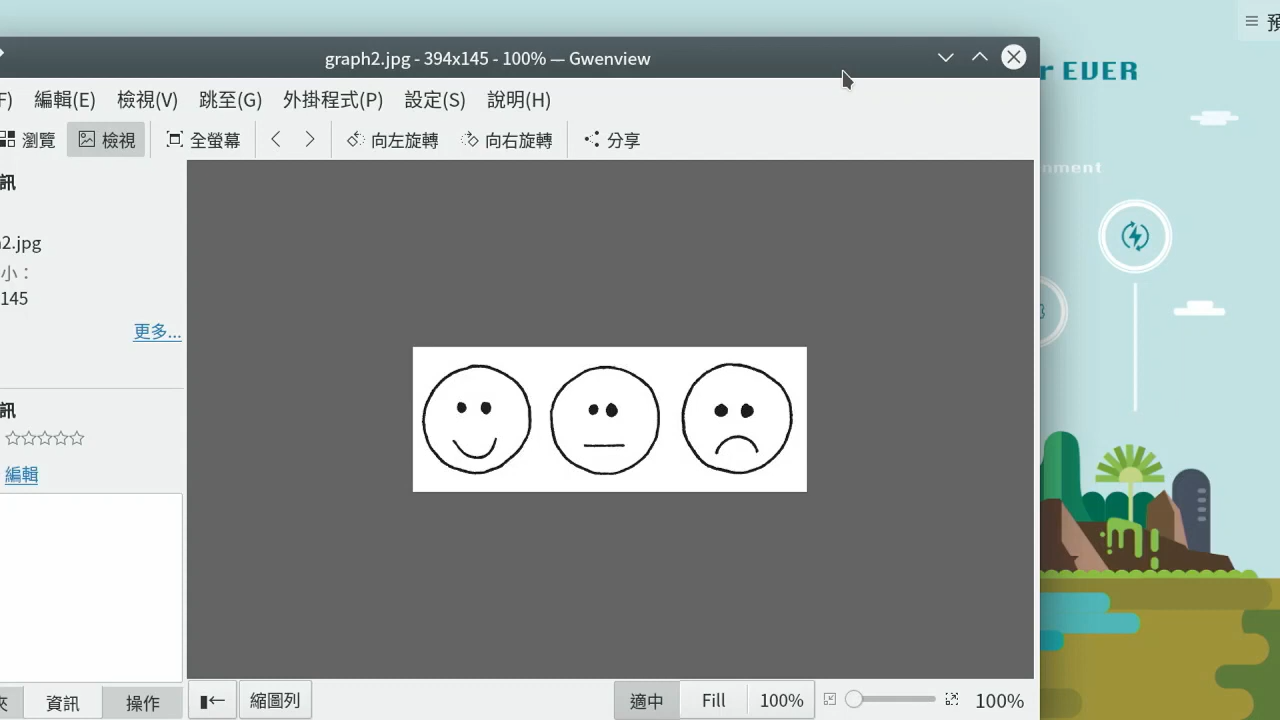 預
graph2.jpg - 394x145 - 100% — Gwenview
r EVER
F) 編輯(E) 檢視(V) 跳至(G) 外掛程式(P) 設定(S) 說明(H)
瀏覽 檢視 全螢幕 向左旋轉 向右旋轉 分享
nment
訊
2.jpg
小：
145
更多...
訊
編輯
資訊 操作 縮圖列 適中 Fill 100% 100%